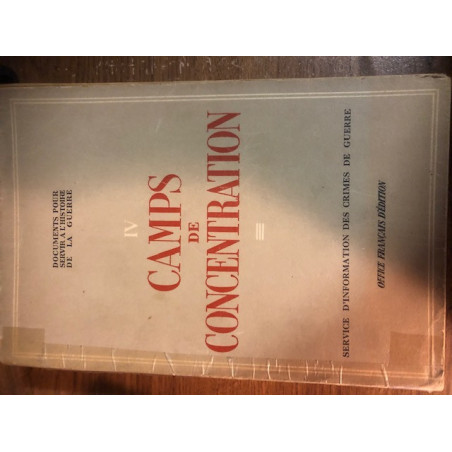 DOCUMENTS POUR
SERVIR A L'HISTOIRE
DE LA GUERRE
IV
CAMPS
DE
CONCENTRATION
SERVICE D'INFORMATION DES CRIMES DE GUERRE
OFFICE FRANÇAIS D'ÉDITION